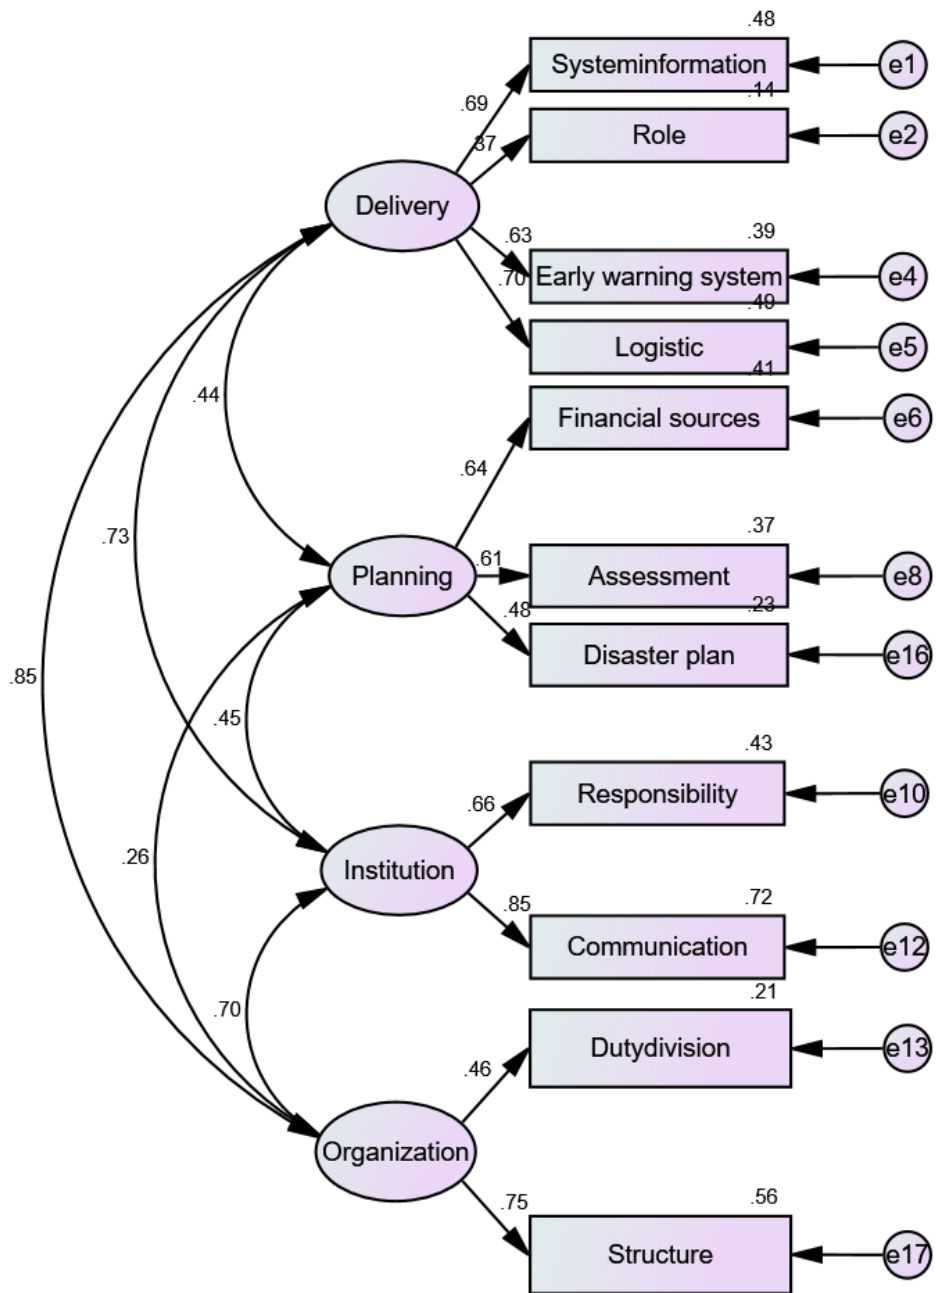 .48
Systeminformation
e1
.69
.14
Role
e2
.37
Delivery
.63
.39
Early warning system
e4
.70
.49
Logistic
e5
.41
Financial sources
e6
.44
.64
.73
.37
.61
Planning
Assessment
e8
.48
.23
Disaster plan
e16
.85
.45
.43
Responsibility
e10
.66
.26
Institution
.85
.72
Communication
e12
.21
.70
Dutydivision
e13
.46
Organization
.75
.56
Structure
e17